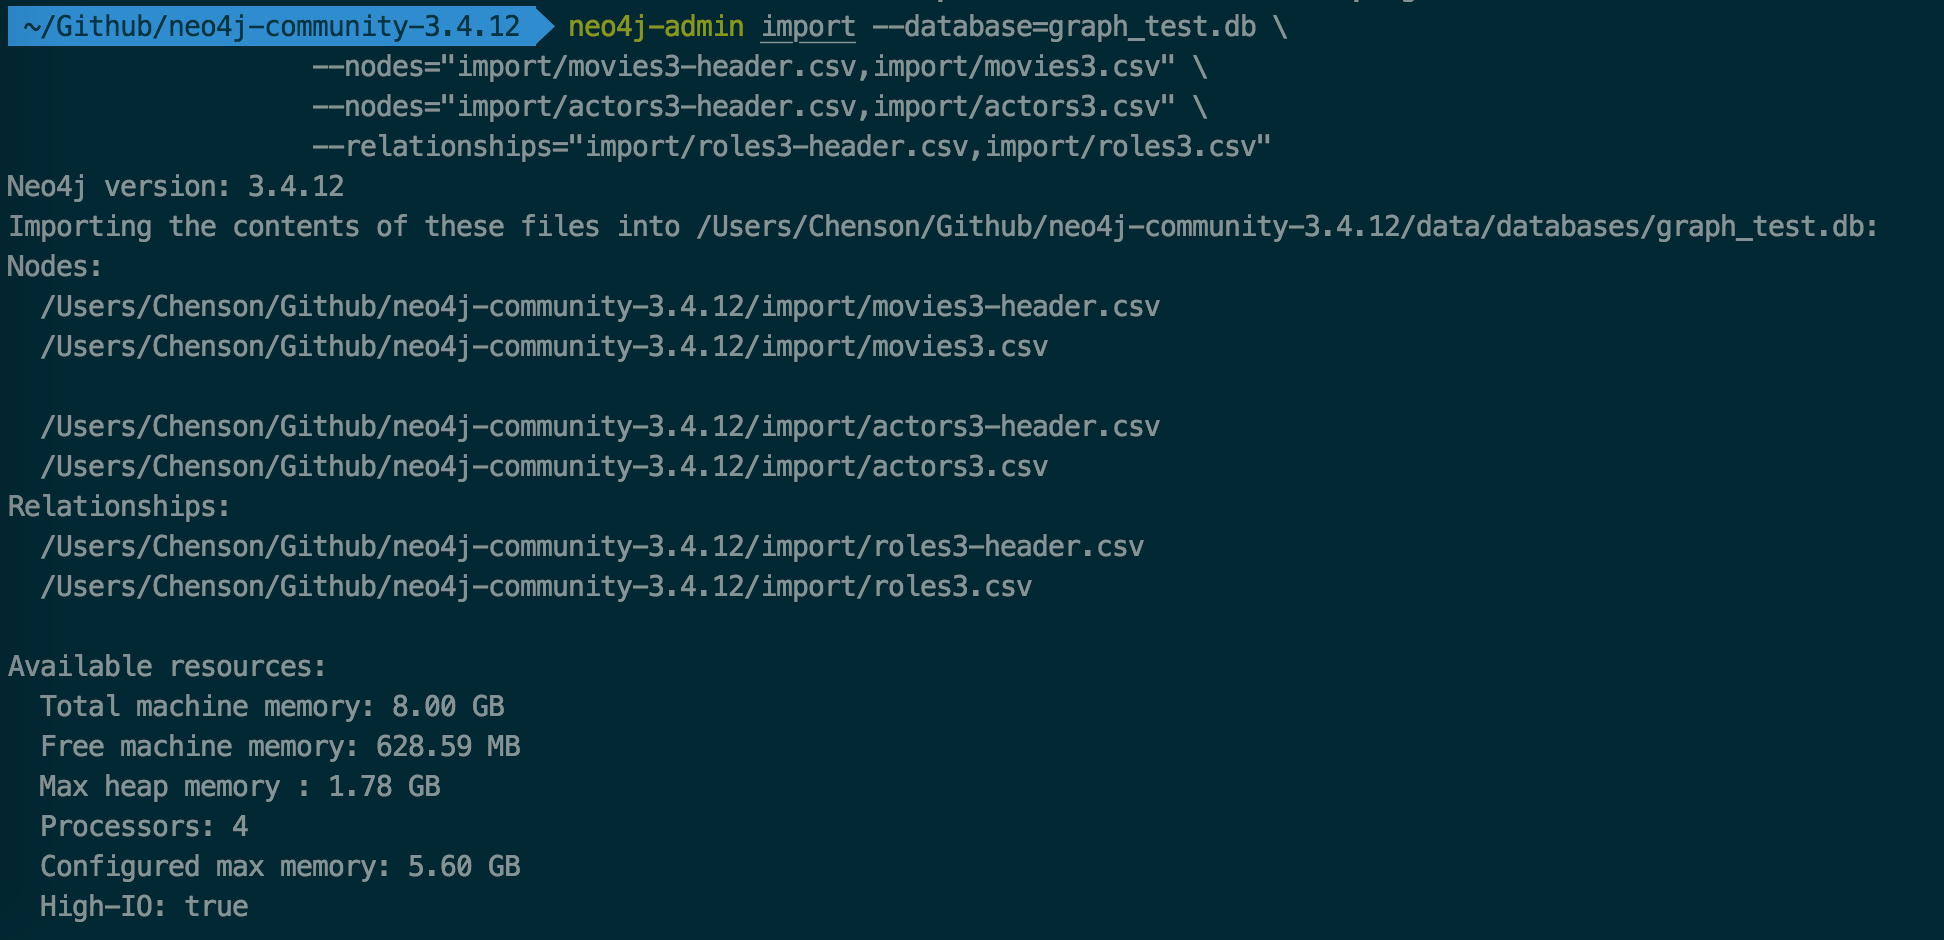 ~/Github/neo4j-community-3.4.12 neo4j-admin import --database=graph_test.db \
--nodes="import/movies3-header.csv,import/movies3.csv" \
--nodes="import/actors3-header.csv,import/actors3.csv" \
--relationships="import/roles3-header.csv,import/roles3.csv"
Neo4j version: 3.4.12
Importing the contents of these files into /Users/Chenson/Github/neo4j-community-3.4.12/data/databases/graph_test.db:
Nodes:
/Users/Chenson/Github/neo4j-community-3.4.12/import/movies3-header.csv
/Users/Chenson/Github/neo4j-community-3.4.12/import/movies3.csv
/Users/Chenson/Github/neo4j-community-3.4.12/import/actors3-header.csv
/Users/Chenson/Github/neo4j-community-3.4.12/import/actors3.csv
Relationships:
/Users/Chenson/Github/neo4j-community-3.4.12/import/roles3-header.csv
/Users/Chenson/Github/neo4j-community-3.4.12/import/roles3.csv
Available resources:
Total machine memory: 8.00 GB
Free machine memory: 628.59 MB
Max heap memory : 1.78 GB
Processors: 4
Configured max memory: 5.60 GB
High-IO: true